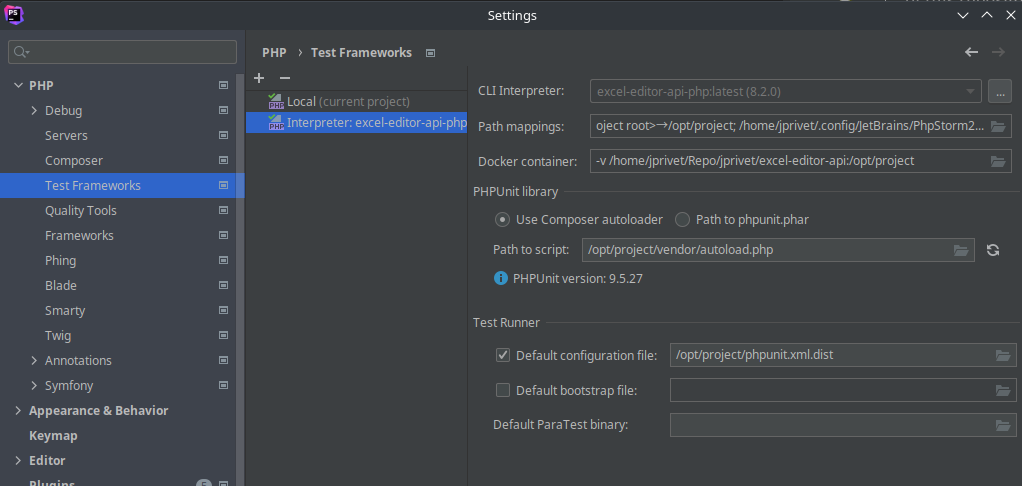 PS
Settings
PHP
Debug
Servers
Composer
Test Frameworks
Quality Tools
Frameworks
Phing
Blade
Smarty
Twig
Annotations
Symfony
Appearance & Behavior
Keymap
Editor
Plugins 5
PHP › Test Frameworks
Local (current project)
Interpreter: excel-editor-api-php
CLI Interpreter: excel-editor-api-php:latest (8.2.0) ...
Path mappings: oject root>→/opt/project; /home/jprivet/.config/JetBrains/PhpStorm2...
Docker container: -v /home/jprivet/Repo/jprivet/excel-editor-api:/opt/project
PHPUnit library
Use Composer autoloader Path to phpunit.phar
Path to script: /opt/project/vendor/autoload.php
PHPUnit version: 9.5.27
Test Runner
Default configuration file: /opt/project/phpunit.xml.dist
Default bootstrap file:
Default ParaTest binary: